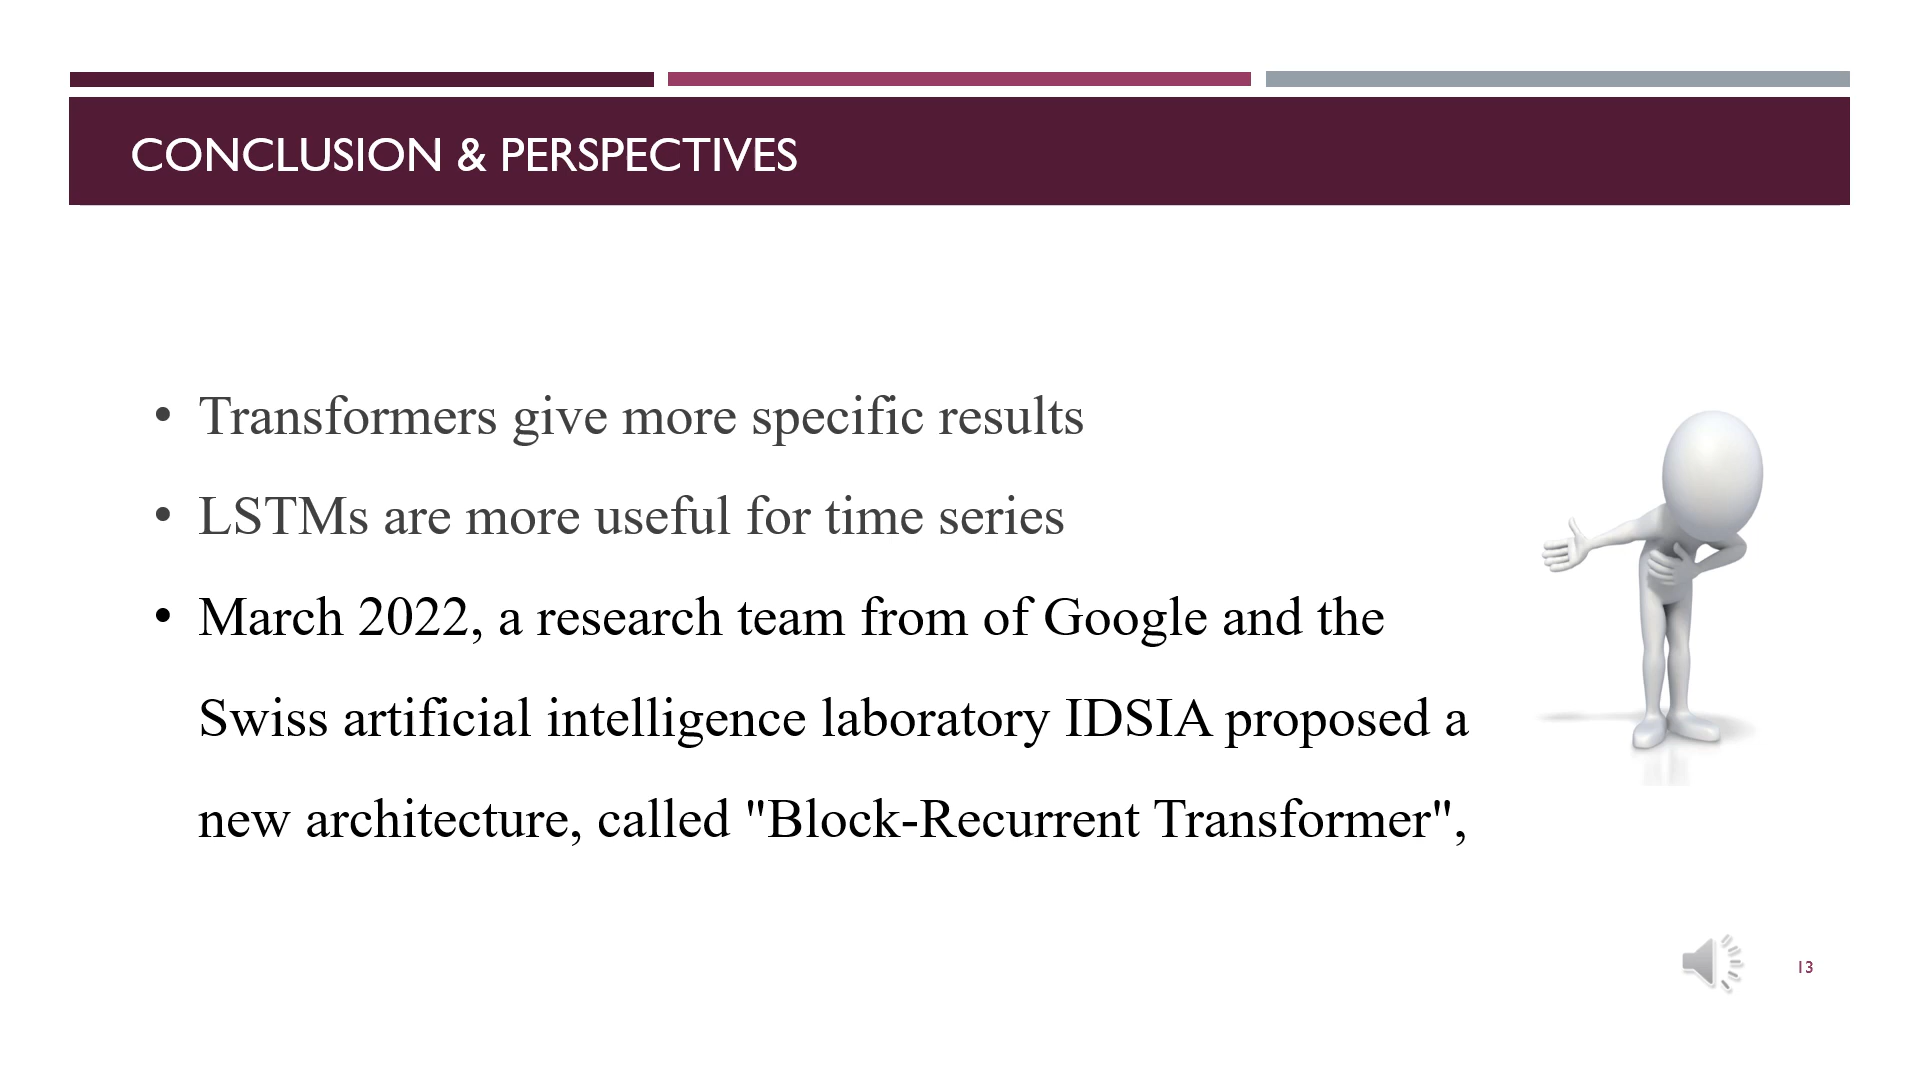 CONCLUSION & PERSPECTIVES
• Transformers give more specific results
• LSTMs are more useful for time series
• March 2022, a research team from of Google and the
Swiss artificial intelligence laboratory IDSIA proposed a
new architecture, called "Block-Recurrent Transformer",
13